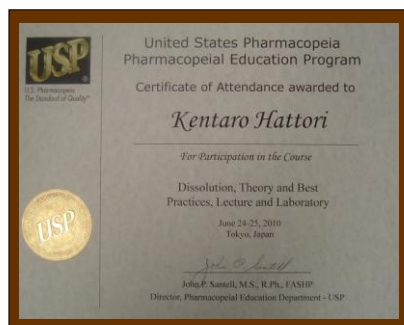 USP
U.S. Pharmacopeia
The Standard of Quality
United States Pharmacopeia
Pharmacopeial Education Program
Certificate of Attendance awarded to
Kentaro Hattori
For Participation in the Course
Dissolution, Theory and Best
Practices, Lecture and Laboratory
June 24-25, 2010
Tokyo, Japan
USP
John P. Santell
John P. Santell, M.S., R.Ph., FASHP
Director, Pharmacopeial Education Department - USP